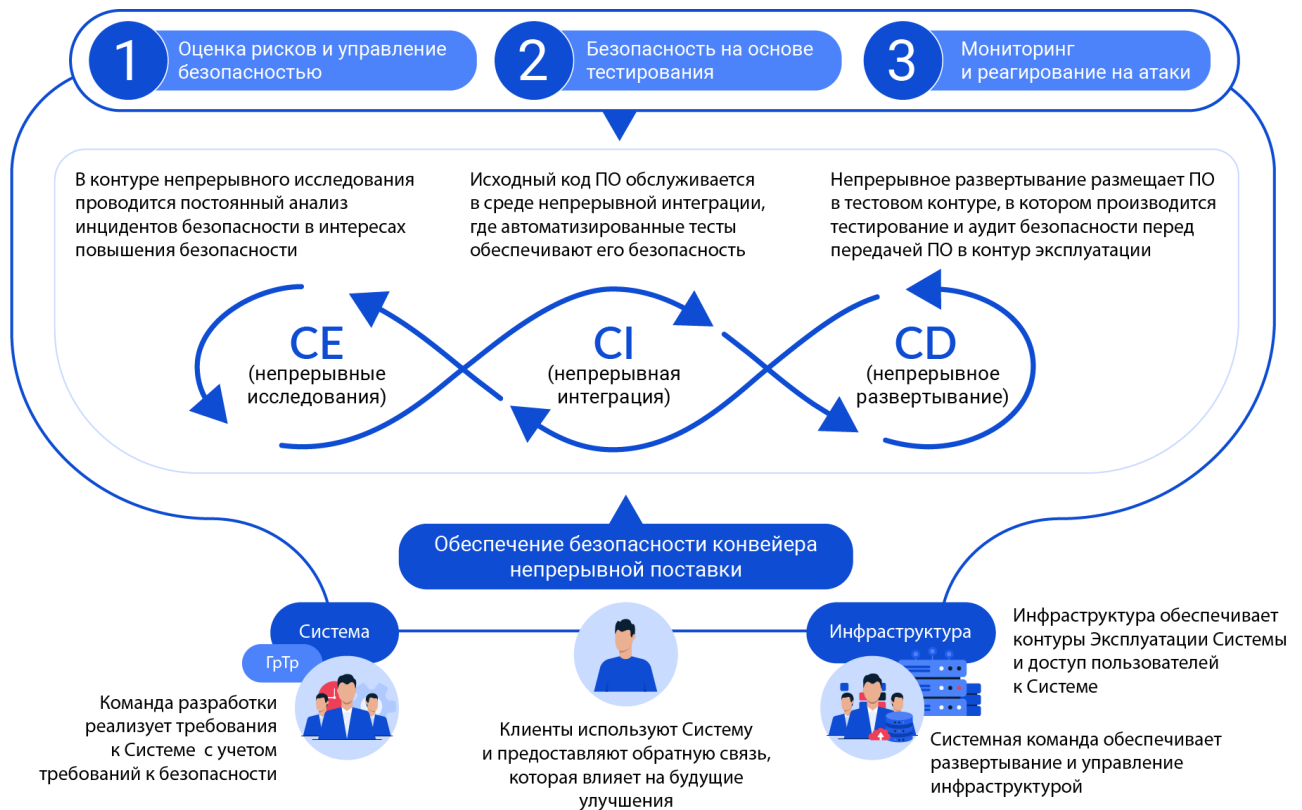 1
Оценка рисков и управление
безопасностью
2
Безопасность на основе
тестирования
3
Мониторинг
и реагирование на атаки
В контуре непрерывного исследования
проводится постоянный анализ
инцидентов безопасности в интересах
повышения безопасности
Исходный код ПО обслуживается
в среде непрерывной интеграции,
где автоматизированные тесты
обеспечивают его безопасность
Непрерывное развертывание размещает ПО
в тестовом контуре, в котором производится
тестирование и аудит безопасности перед
передачей ПО в контур эксплуатации
CE
(непрерывные
исследования)
CI
(непрерывная
интеграция)
CD
(непрерывное
развертывание)
Обеспечение безопасности конвейера
непрерывной поставки
Система
ГрТр
Команда разработки
реализует требования
к Системе с учетом
требований к безопасности
Клиенты используют Систему
и предоставляют обратную связь,
которая влияет на будущие
улучшения
Инфраструктура
Инфраструктура обеспечивает
контуры Эксплуатации Системы
и доступ пользователей
к Системе
Системная команда обеспечивает
развертывание и управление
инфраструктурой